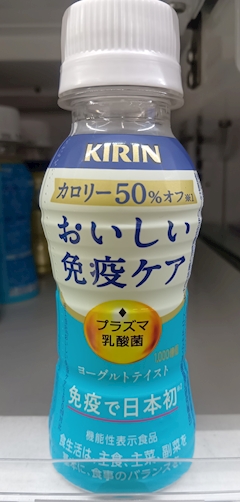 KIRIN
カロリー50%オフ※1
おいしい
免疫ケア
プラズマ
乳酸菌
ヨーグルトテイスト
免疫で日本初
機能性表示食品
食生活は、主食、主菜、副菜を
基本に、食事のバランスを